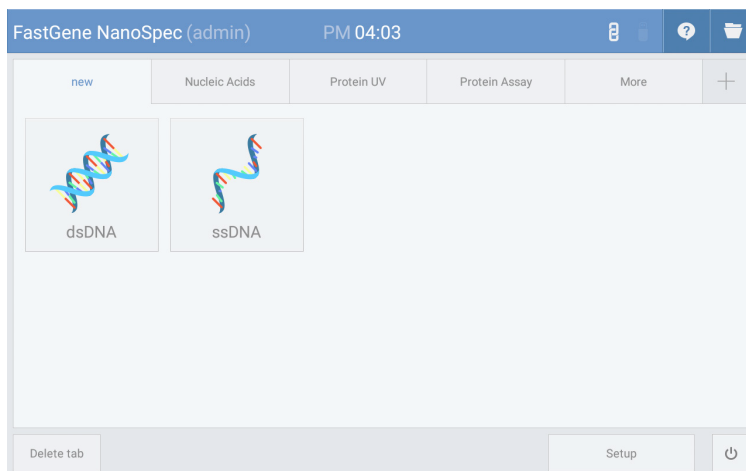 FastGene NanoSpec (admin) PM 04:03
new Nucleic Acids Protein UV Protein Assay More
dsDNA ssDNA
Delete tab Setup